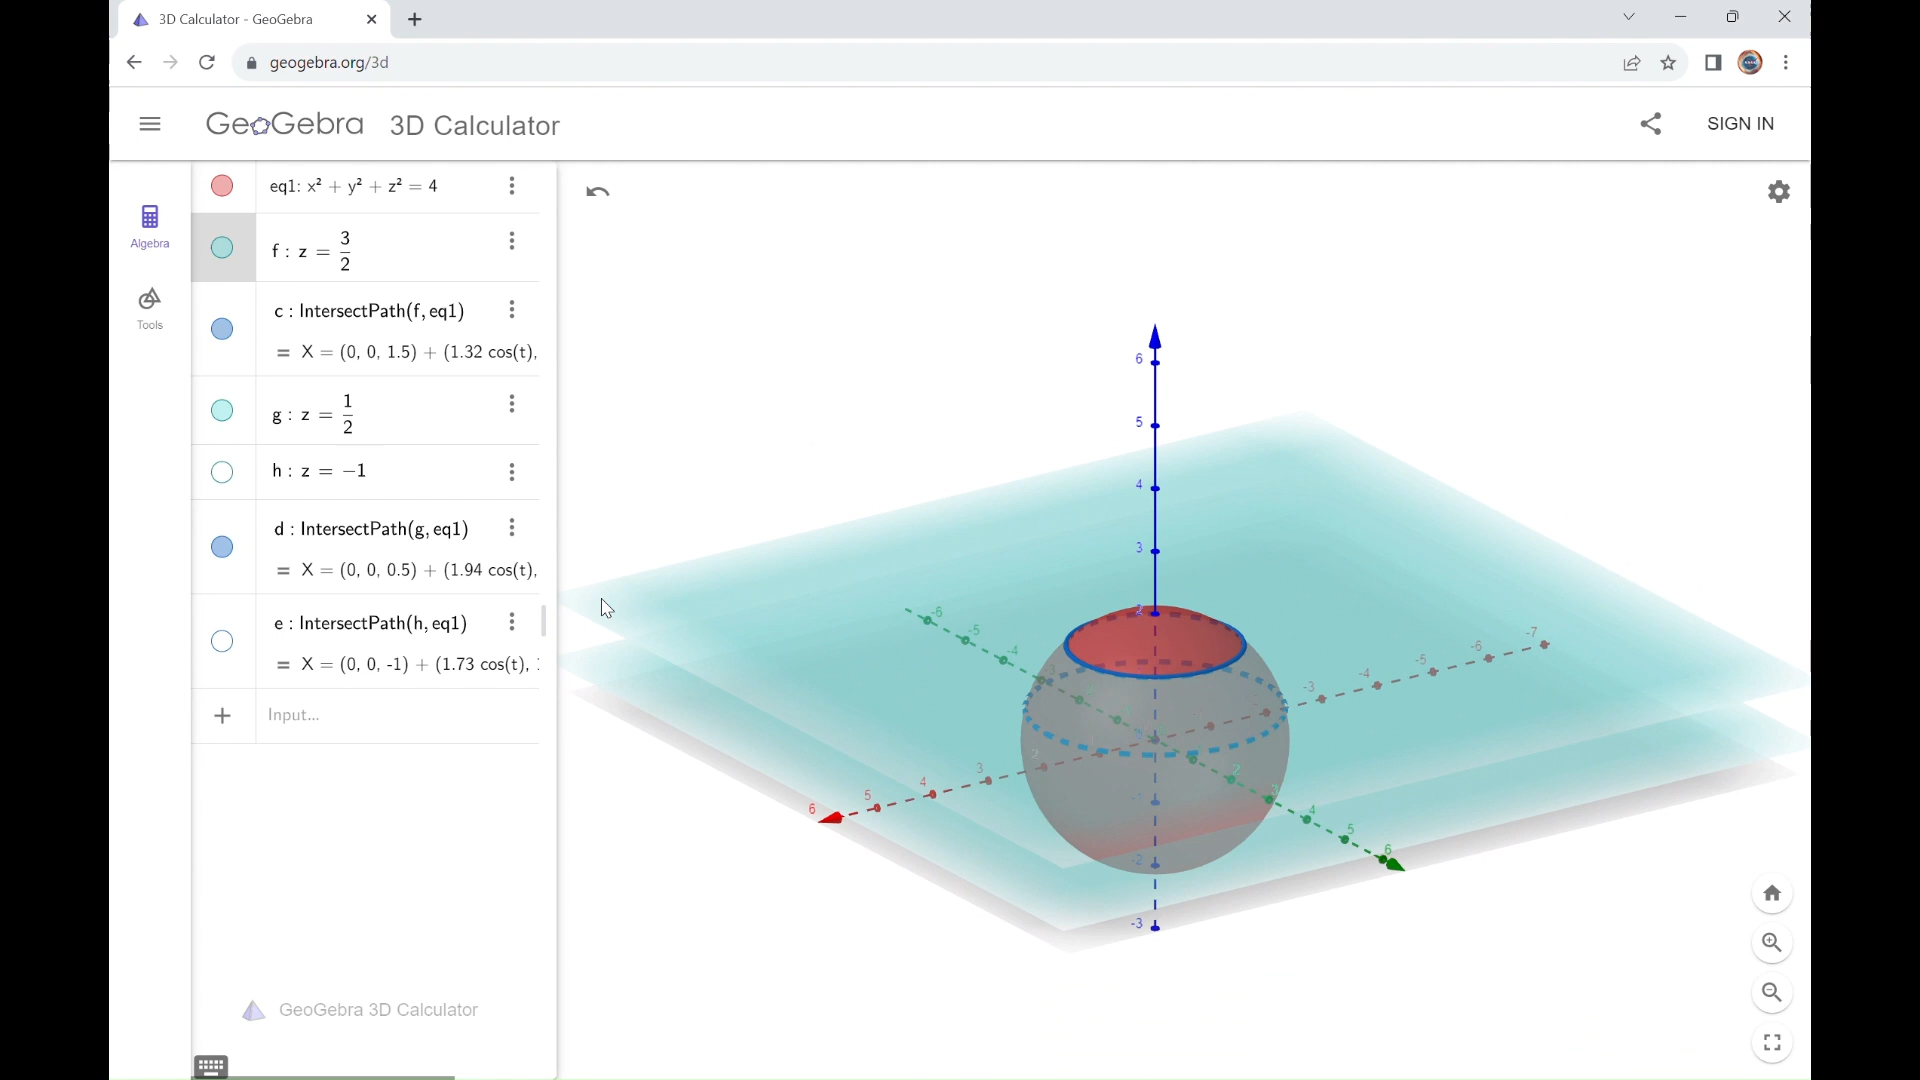 3D Calculator - GeoGebra
geogebra.org/3d
GeoGebra 3D Calculator
SIGN IN
Algebra
Tools
eq1: x² + y² + z² = 4
f : z = 3/2
c : IntersectPath(f, eq1)
= X = (0, 0, 1.5) + (1.32 cos(t),
g : z = 1/2
h : z = −1
d : IntersectPath(g, eq1)
= X = (0, 0, 0.5) + (1.94 cos(t),
e : IntersectPath(h, eq1)
= X = (0, 0, -1) + (1.73 cos(t),
Input...
GeoGebra 3D Calculator
6
5
4
3
2
-1
-2
-3
-6
-5
-4
-3
2
3
4
5
6
-7
-6
-5
-4
-3
2
3
4
5
6